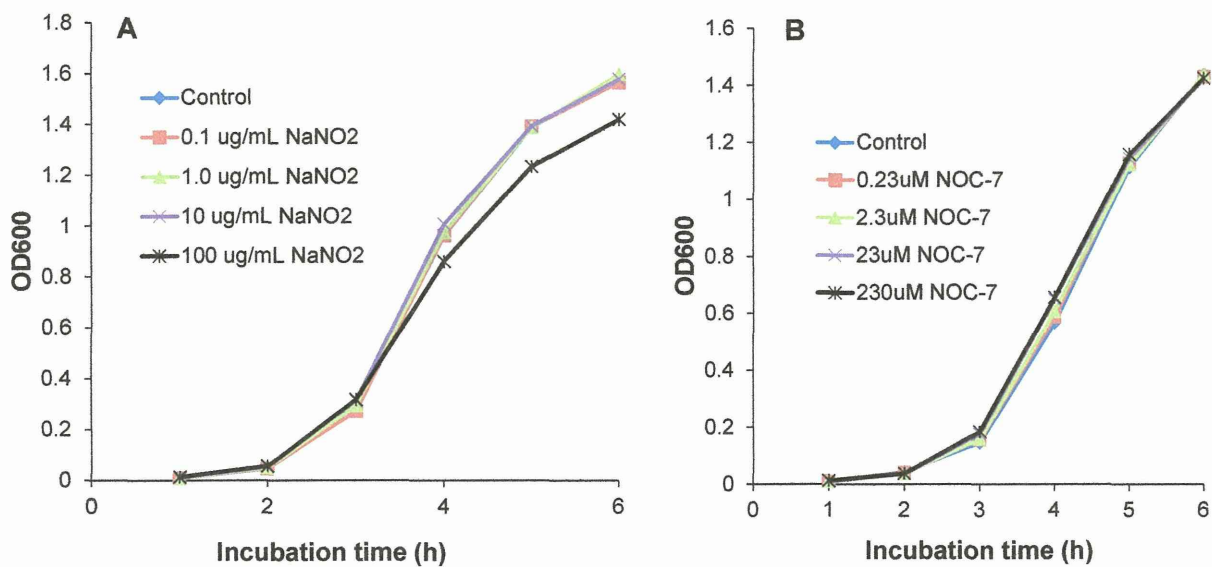 A
1.8
1.6
1.4
1.2
1
0.8
0.6
0.4
0.2
0
OD600
Control
0.1 ug/mL NaNO2
1.0 ug/mL NaNO2
10 ug/mL NaNO2
100 ug/mL NaNO2
0 2 4 6
Incubation time (h)
B
1.6
1.4
1.2
1
0.8
0.6
0.4
0.2
0
OD600
Control
0.23uM NOC-7
2.3uM NOC-7
23uM NOC-7
230uM NOC-7
0 1 2 3 4 5 6
Incubation time (h)